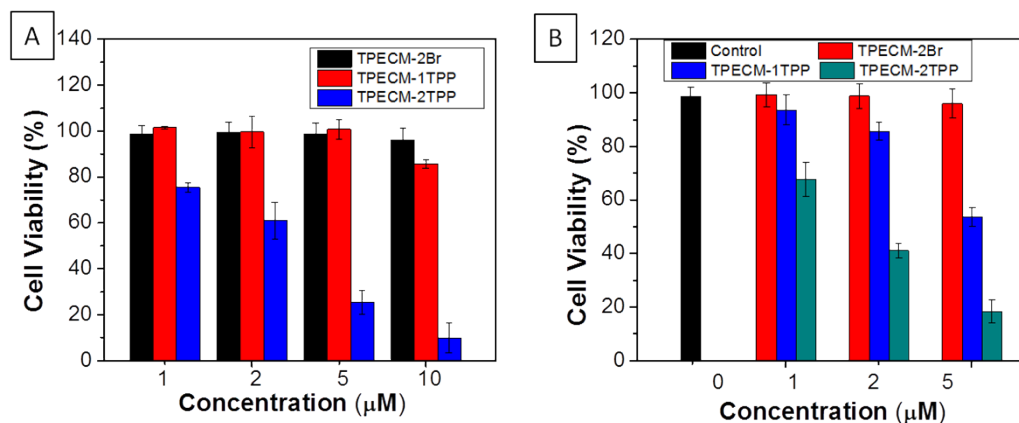 A
140
120
100
80
60
40
20
0
Cell Viability (%)
TPECM-2Br
TPECM-1TPP
TPECM-2TPP
1 2 5 10
Concentration (μM)
B
120
100
80
60
40
20
0
Cell Viability (%)
Control TPECM-2Br
TPECM-1TPP TPECM-2TPP
0 1 2 5
Concentration (μM)